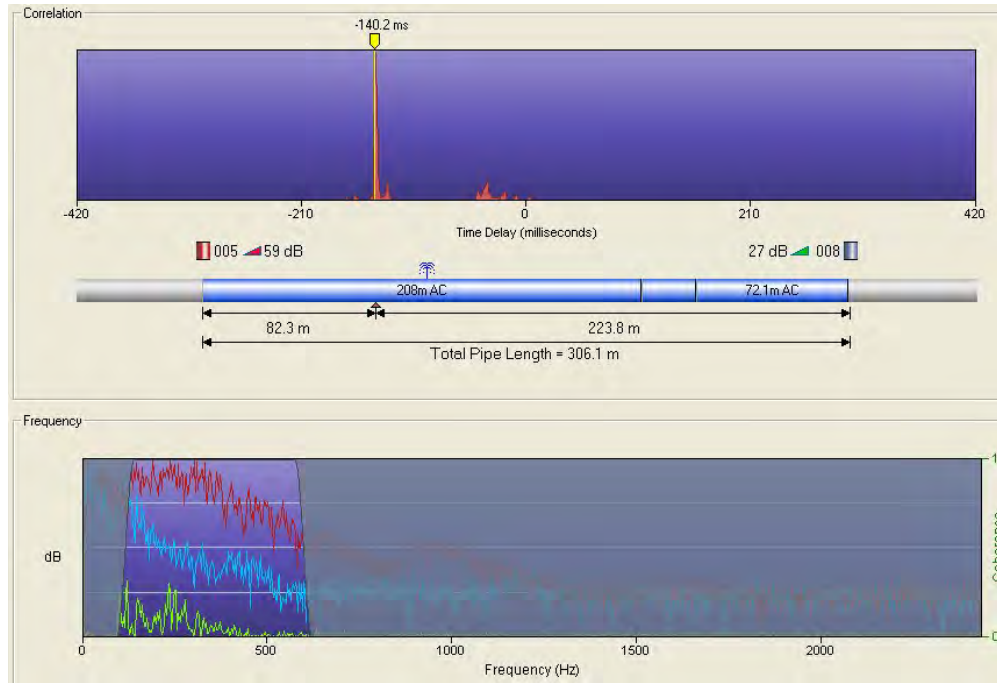 Correlation
-140.2 ms
-420 -210 0 210 420
Time Delay (milliseconds)
005 59 dB 27 dB 008
208m AC 72.1m AC
82.3 m 223.8 m
Total Pipe Length = 306.1 m
Frequency
1
dB
Coherence
0
0 500 1000 1500 2000
Frequency (Hz)